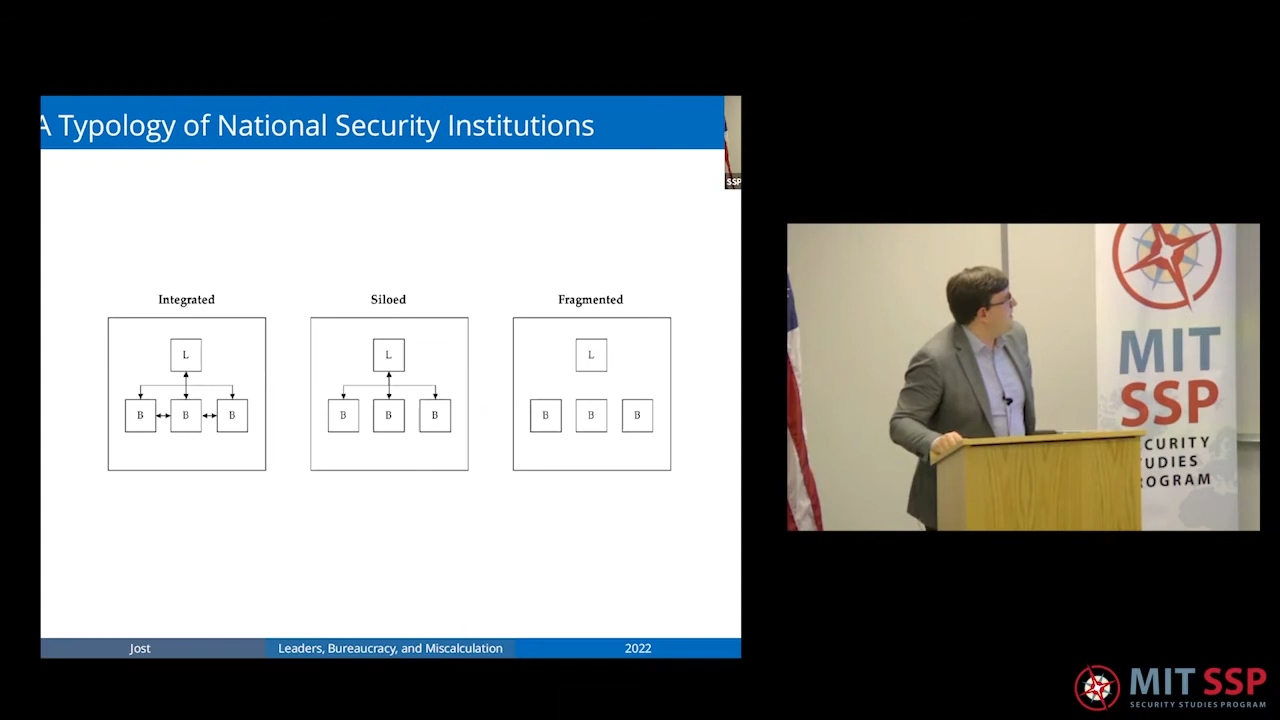 A Typology of National Security Institutions
SSP
Integrated
L
B B B
Siloed
L
B B B
Fragmented
L
B B B
Jost Leaders, Bureaucracy, and Miscalculation 2022
MIT
SSP
CURITY
UDIES
OGRAM
MIT SSP
SECURITY STUDIES PROGRAM